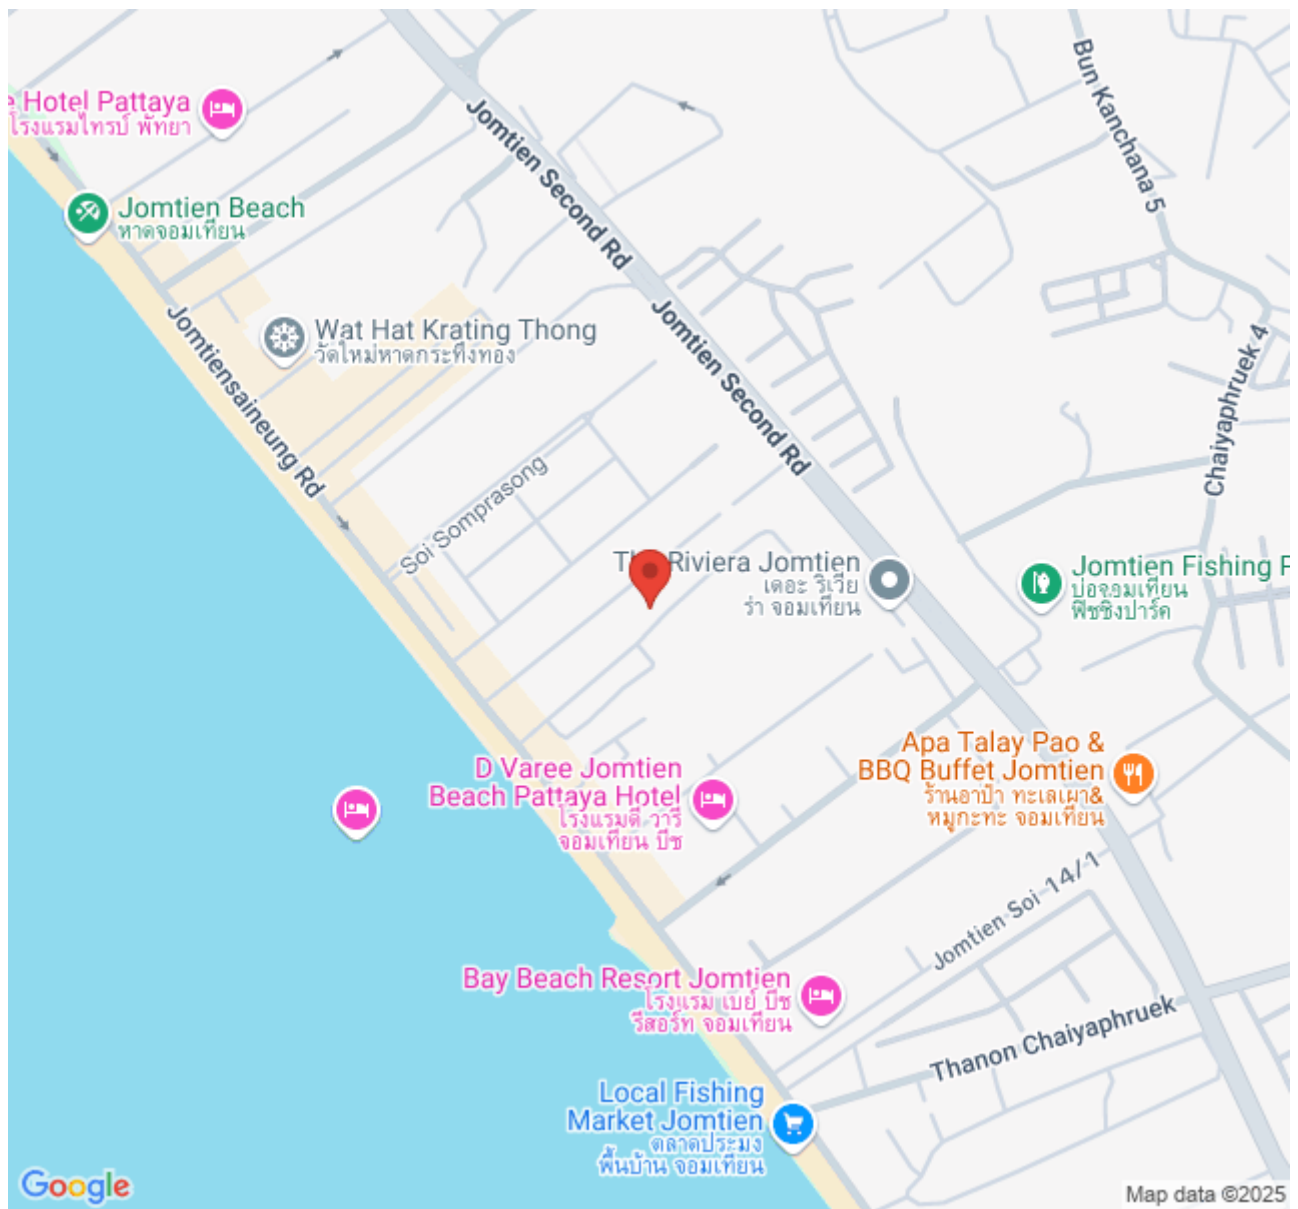 e Hotel Pattaya
โรงแรมไทรบ์ พัทยา
Bun Kanchana 5
Jomtien Second Rd
Jomtien Beach
หาดจอมเทียน
Jomtien Second Rd
Wat Hat Krating Thong
วัดใหม่หาดกระทิงทอง
Jomtiensaineung Rd
Chaiyaphruek 4
Soi Somprasong
Riviera Jomtien
เดอะ ริเวีย
ร่า จอมเทียน
Jomtien Fishing P
บ่อจอมเทียน
ฟิชชิงปาร์ค
Apa Talay Pao &
BBQ Buffet Jomtien
ร้านอาป๋า ทะเลเผา&
หมูกะทะ จอมเทียน
D Varee Jomtien
Beach Pattaya Hotel
โรงแรมดี วารี
จอมเทียน บีช
Jomtien Soi 14/1
Bay Beach Resort Jomtien
โรงแรม เบย์ บีช
รีสอร์ท จอมเทียน
Thanon Chaiyaphruek
Local Fishing
Market Jomtien
ตลาดประมง
พื้นบ้าน จอมเทียน
Google
Map data ©2025